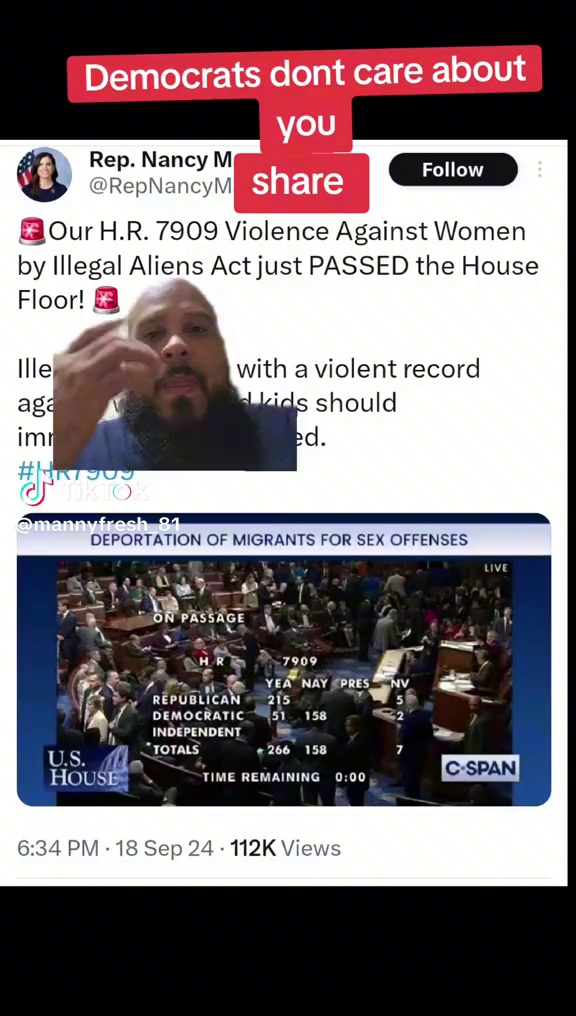 Democrats dont care about
you
share
Rep. Nancy M
@RepNancyM
Follow
🚨Our H.R. 7909 Violence Against Women
by Illegal Aliens Act just PASSED the House
Floor! 🚨
with a violent record
kids should
#HR7909
TikTok
@mannyfresh_81
DEPORTATION OF MIGRANTS FOR SEX OFFENSES
LIVE
ON PASSAGE
H R 7909
YEA NAY PRES NV
REPUBLICAN 215 5
DEMOCRATIC 51 158 2
INDEPENDENT
TOTALS 266 158 7
TIME REMAINING 0:00
U.S.
HOUSE
C·SPAN
6:34 PM · 18 Sep 24 · 112K Views